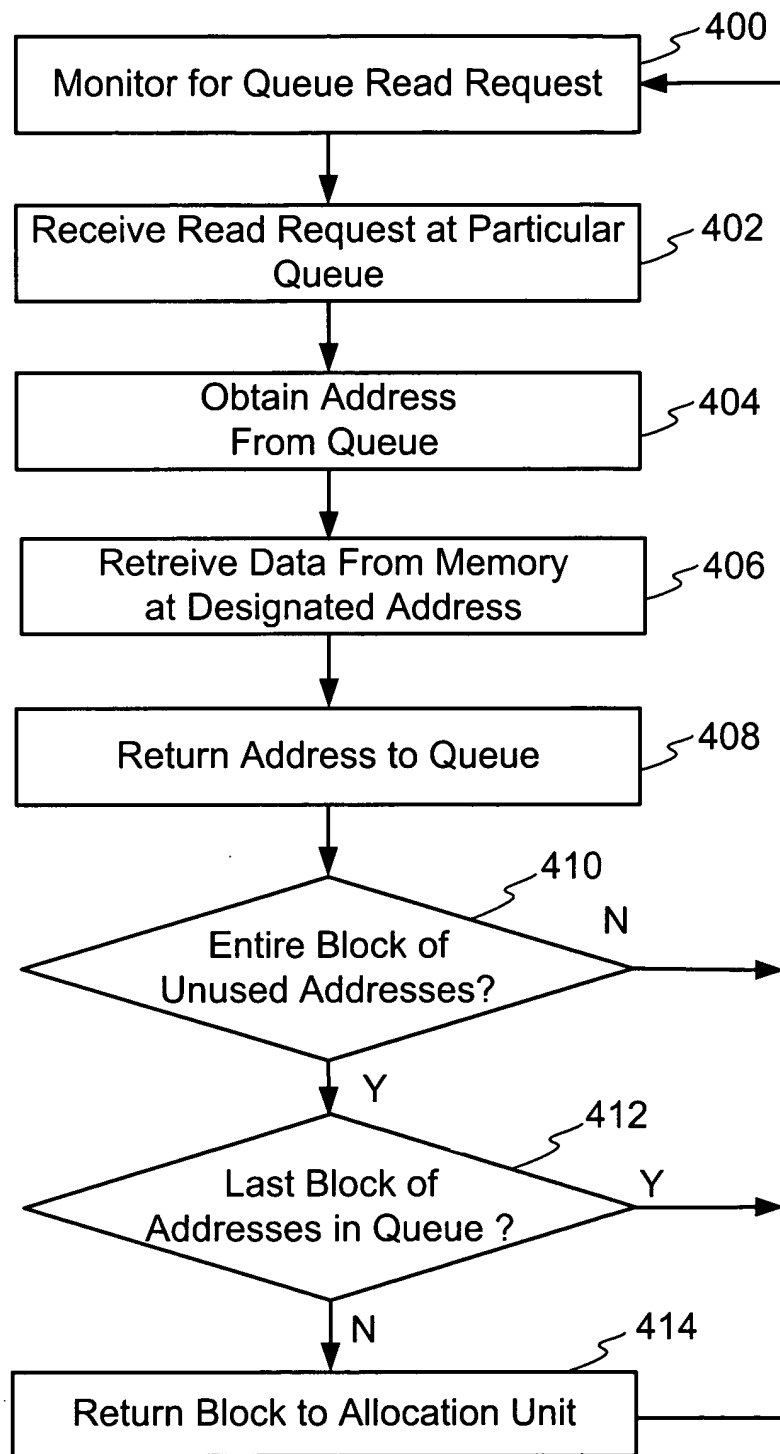 400
Monitor for Queue Read Request
Receive Read Request at Particular
Queue
402
Obtain Address
From Queue
404
Retreive Data From Memory
at Designated Address
406
Return Address to Queue
408
410
Entire Block of
Unused Addresses?
N
Y
412
Last Block of
Addresses in Queue ?
Y
N
414
Return Block to Allocation Unit